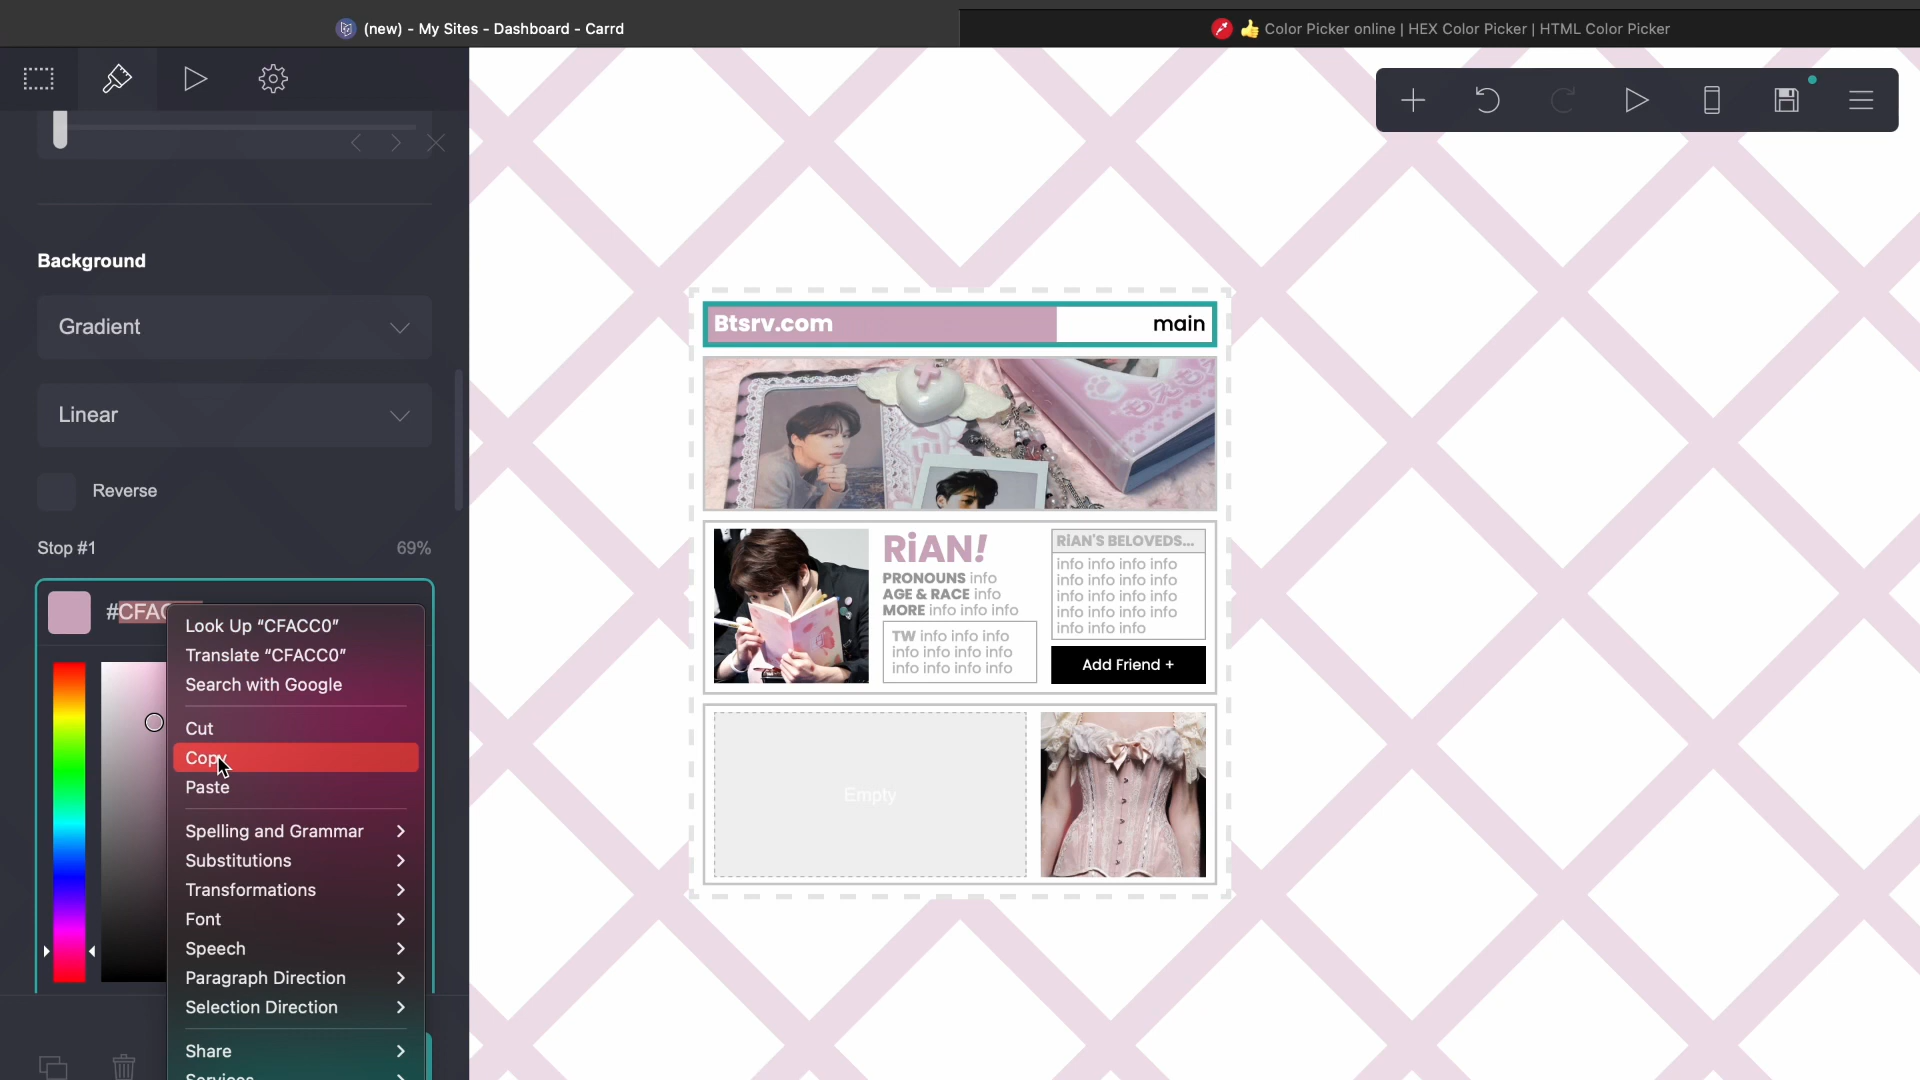 (new) - My Sites - Dashboard - Carrd
👍 Color Picker online | HEX Color Picker | HTML Color Picker
Background
Gradient
Linear
Reverse
Stop #1
69%
#CFAC
Look Up “CFACC0”
Translate “CFACC0”
Search with Google
Cut
Copy
Paste
Spelling and Grammar
Substitutions
Transformations
Font
Speech
Paragraph Direction
Selection Direction
Share
Services
Btsrv.com
main
RiAN!
PRONOUNS info
AGE & RACE info
MORE info info info
TW info info info
info info info info
info info info info
RiAN'S BELOVEDS...
info info info info
info info info info
info info info info
info info info info
info info info
Add Friend +
Empty